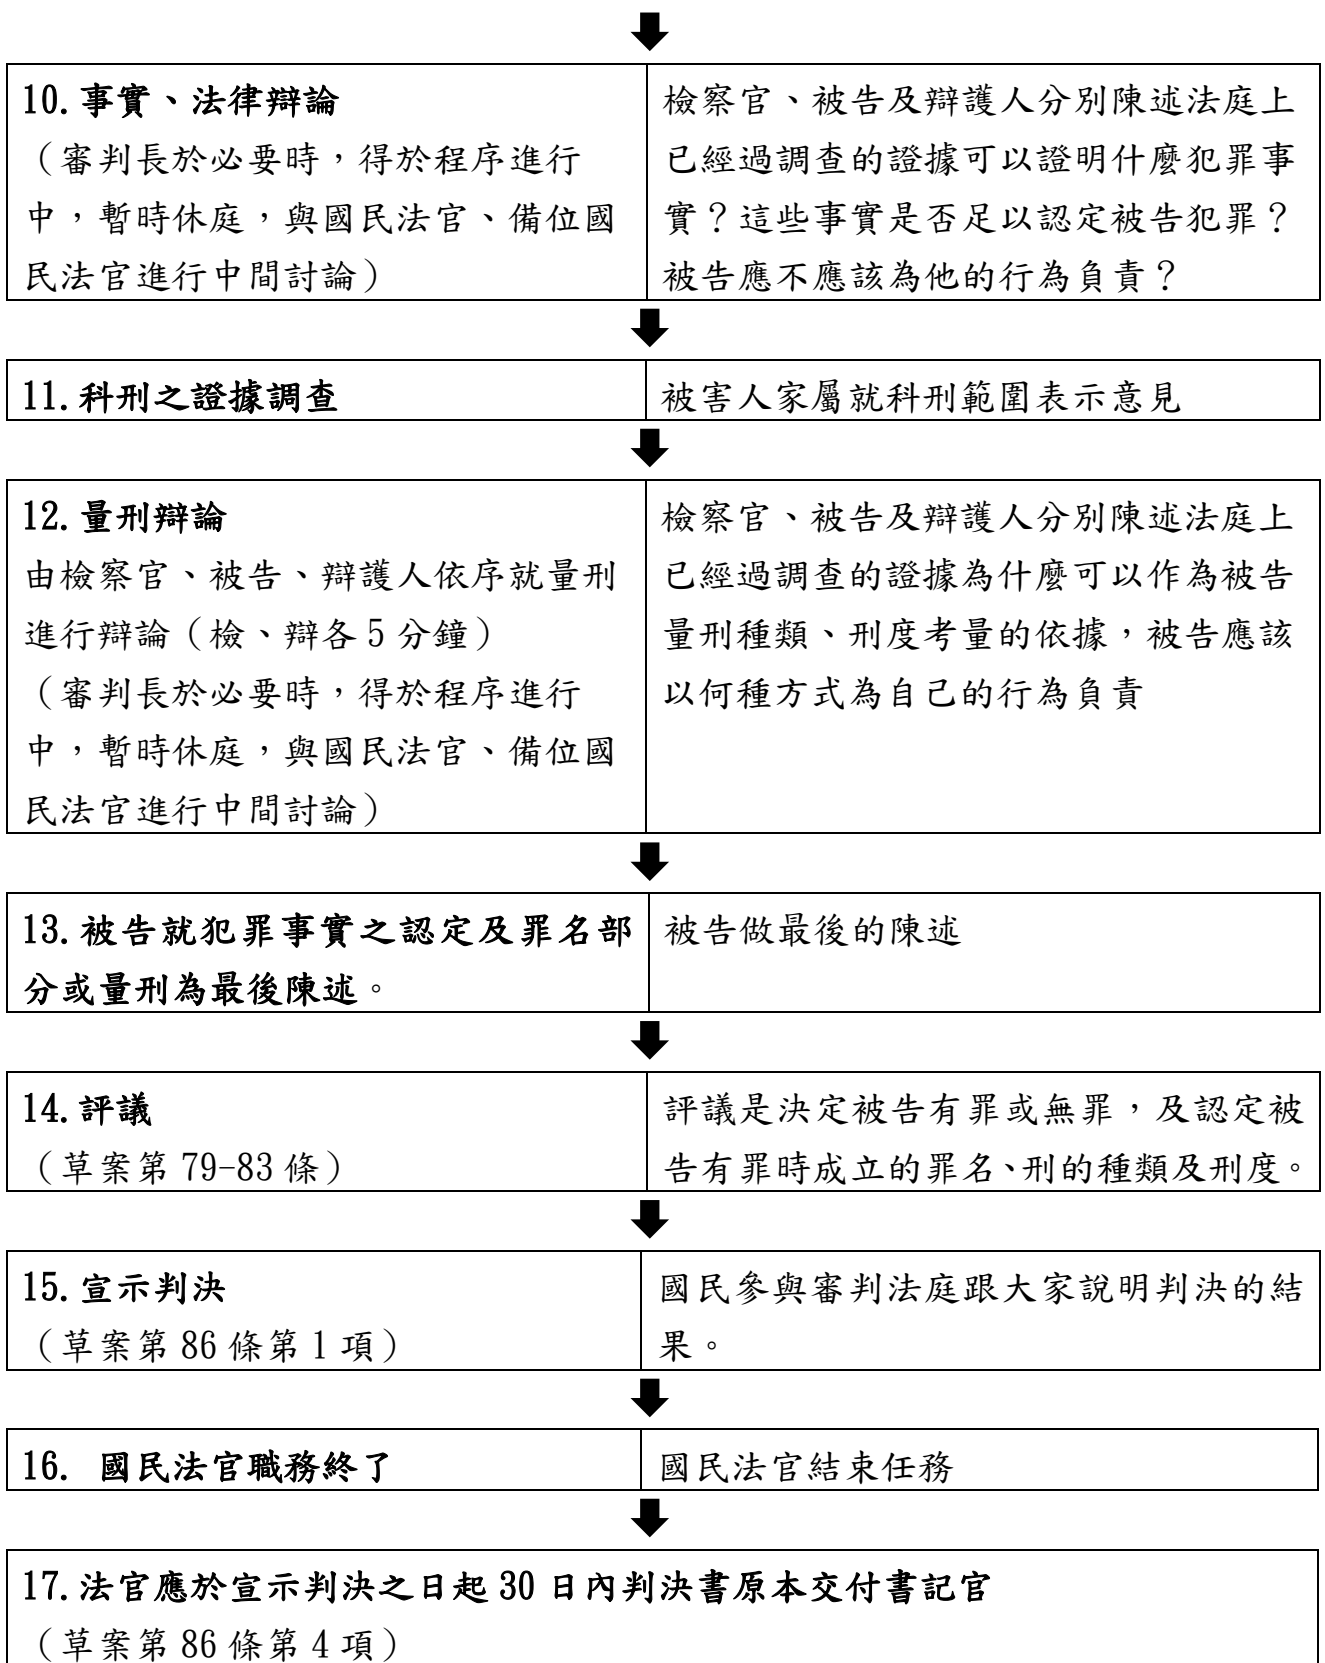 10.事實、法律辯論
（審判長於必要時，得於程序進行
中，暫時休庭，與國民法官、備位國
民法官進行中間討論）
檢察官、被告及辯護人分別陳述法庭上
已經過調查的證據可以證明什麼犯罪事
實？這些事實是否足以認定被告犯罪？
被告應不應該為他的行為負責？
11.科刑之證據調查
被害人家屬就科刑範圍表示意見
12.量刑辯論
由檢察官、被告、辯護人依序就量刑
進行辯論（檢、辯各5分鐘）
（審判長於必要時，得於程序進行
中，暫時休庭，與國民法官、備位國
民法官進行中間討論）
檢察官、被告及辯護人分別陳述法庭上
已經過調查的證據為什麼可以作為被告
量刑種類、刑度考量的依據，被告應該
以何種方式為自己的行為負責
13.被告就犯罪事實之認定及罪名部
分或量刑為最後陳述。
被告做最後的陳述
14.評議
（草案第79-83條）
評議是決定被告有罪或無罪，及認定被
告有罪時成立的罪名、刑的種類及刑度。
15.宣示判決
（草案第86條第1項）
國民參與審判法庭跟大家說明判決的結
果。
16. 國民法官職務終了
國民法官結束任務
17.法官應於宣示判決之日起30日內判決書原本交付書記官
（草案第86條第4項）